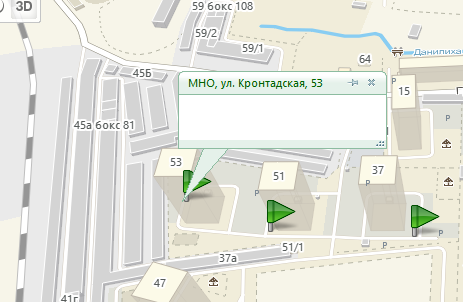 3D
59 бокс 108
59/2
59/1
64
Данилиха
45Б
МНО, ул. Кронтадская, 53
15
P
45а бокс 81
P
53
51
37
P
P
P
P
51/1
37а
P
47
41г